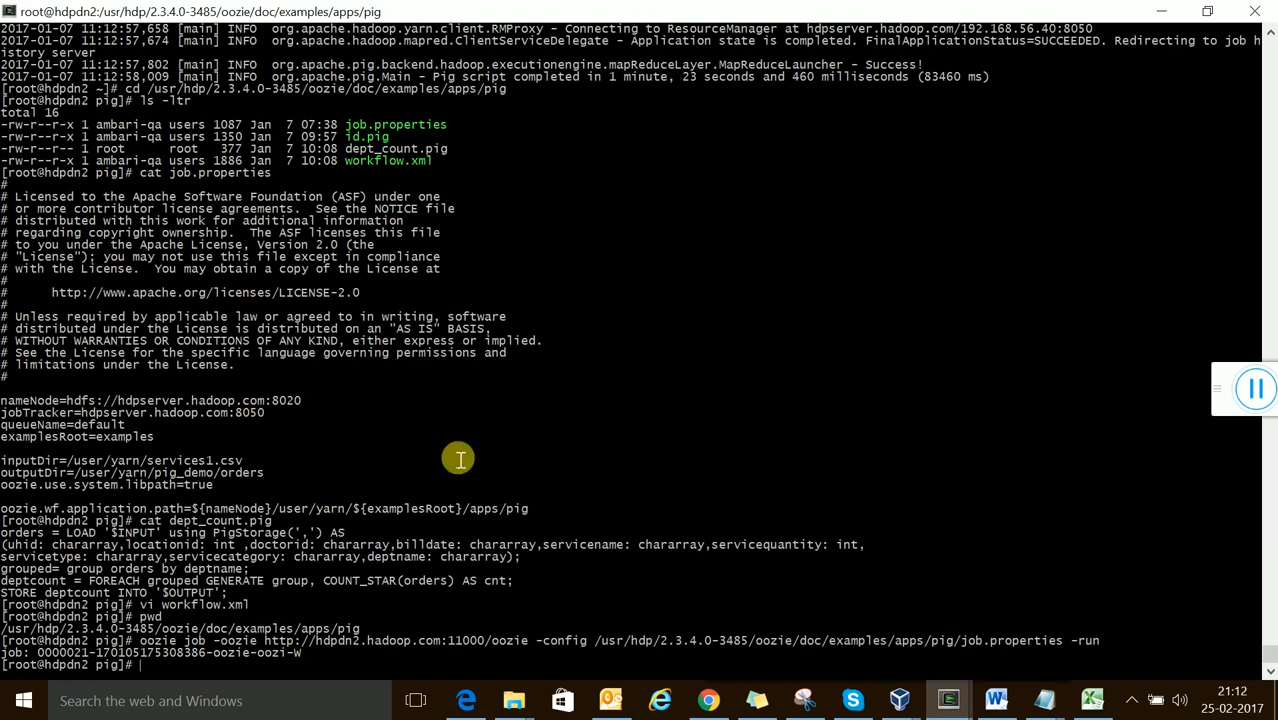 root@hdpdn2:/usr/hdp/2.3.4.0-3485/oozie/doc/examples/apps/pig
2017-01-07 11:12:57,658 [main] INFO  org.apache.hadoop.yarn.client.RMProxy - Connecting to ResourceManager at hdpserver.hadoop.com/192.168.56.40:8050
2017-01-07 11:12:57,674 [main] INFO  org.apache.hadoop.mapred.ClientServiceDelegate - Application state is completed. FinalApplicationStatus=SUCCEEDED. Redirecting to job h
istory server
2017-01-07 11:12:57,802 [main] INFO  org.apache.pig.backend.hadoop.executionengine.mapReduceLayer.MapReduceLauncher - Success!
2017-01-07 11:12:58,009 [main] INFO  org.apache.pig.Main - Pig script completed in 1 minute, 23 seconds and 460 milliseconds (83460 ms)
[root@hdpdn2 ~]# cd /usr/hdp/2.3.4.0-3485/oozie/doc/examples/apps/pig
[root@hdpdn2 pig]# ls -ltr
total 16
-rw-r--r-x 1 ambari-qa users 1087 Jan  7 07:38 job.properties
-rw-r--r-x 1 ambari-qa users 1350 Jan  7 09:57 id.pig
-rw-r--r-- 1 root      root   377 Jan  7 10:08 dept_count.pig
-rw-r--r-x 1 ambari-qa users 1886 Jan  7 10:08 workflow.xml
[root@hdpdn2 pig]# cat job.properties
#
# Licensed to the Apache Software Foundation (ASF) under one
# or more contributor license agreements.  See the NOTICE file
# distributed with this work for additional information
# regarding copyright ownership. The ASF licenses this file
# to you under the Apache License, Version 2.0 (the
# "License"); you may not use this file except in compliance
# with the License.  You may obtain a copy of the License at
#
#      http://www.apache.org/licenses/LICENSE-2.0
#
# Unless required by applicable law or agreed to in writing, software
# distributed under the License is distributed on an "AS IS" BASIS,
# WITHOUT WARRANTIES OR CONDITIONS OF ANY KIND, either express or implied.
# See the License for the specific language governing permissions and
# limitations under the License.
#
nameNode=hdfs://hdpserver.hadoop.com:8020
jobTracker=hdpserver.hadoop.com:8050
queueName=default
examplesRoot=examples
inputDir=/user/yarn/services1.csv
outputDir=/user/yarn/pig_demo/orders
oozie.use.system.libpath=true
oozie.wf.application.path=${nameNode}/user/yarn/${examplesRoot}/apps/pig
[root@hdpdn2 pig]# cat dept_count.pig
orders = LOAD '$INPUT' using PigStorage(',') AS
(uhid: chararray,locationid: int ,doctorid: chararray,billdate: chararray,servicename: chararray,servicequantity: int,
servicetype: chararray,servicecategory: chararray,deptname: chararray);
grouped= group orders by deptname;
deptcount = FOREACH grouped GENERATE group, COUNT_STAR(orders) AS cnt;
STORE deptcount INTO '$OUTPUT';
[root@hdpdn2 pig]# vi workflow.xml
[root@hdpdn2 pig]# pwd
/usr/hdp/2.3.4.0-3485/oozie/doc/examples/apps/pig
[root@hdpdn2 pig]# oozie job -oozie http://hdpdn2.hadoop.com:11000/oozie -config /usr/hdp/2.3.4.0-3485/oozie/doc/examples/apps/pig/job.properties -run
job: 0000021-170105175308386-oozie-oozi-W
[root@hdpdn2 pig]#
Search the web and Windows
21:12
25-02-2017